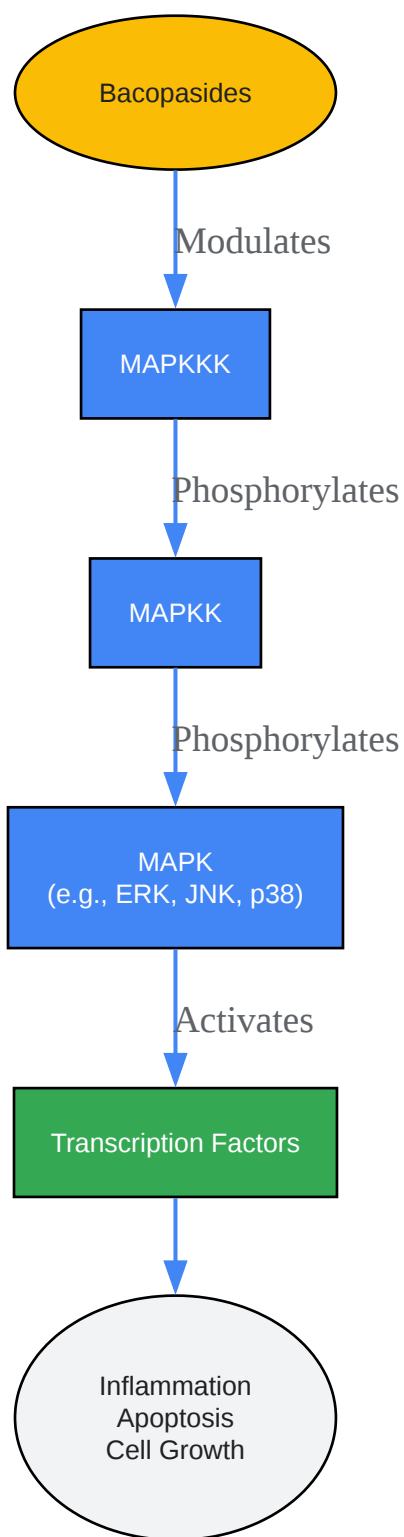 Bacopasides
Modulates
MAPKKK
Phosphorylates
MAPKK
Phosphorylates
MAPK
(e.g., ERK, JNK, p38)
Activates
Transcription Factors
Inflammation
Apoptosis
Cell Growth